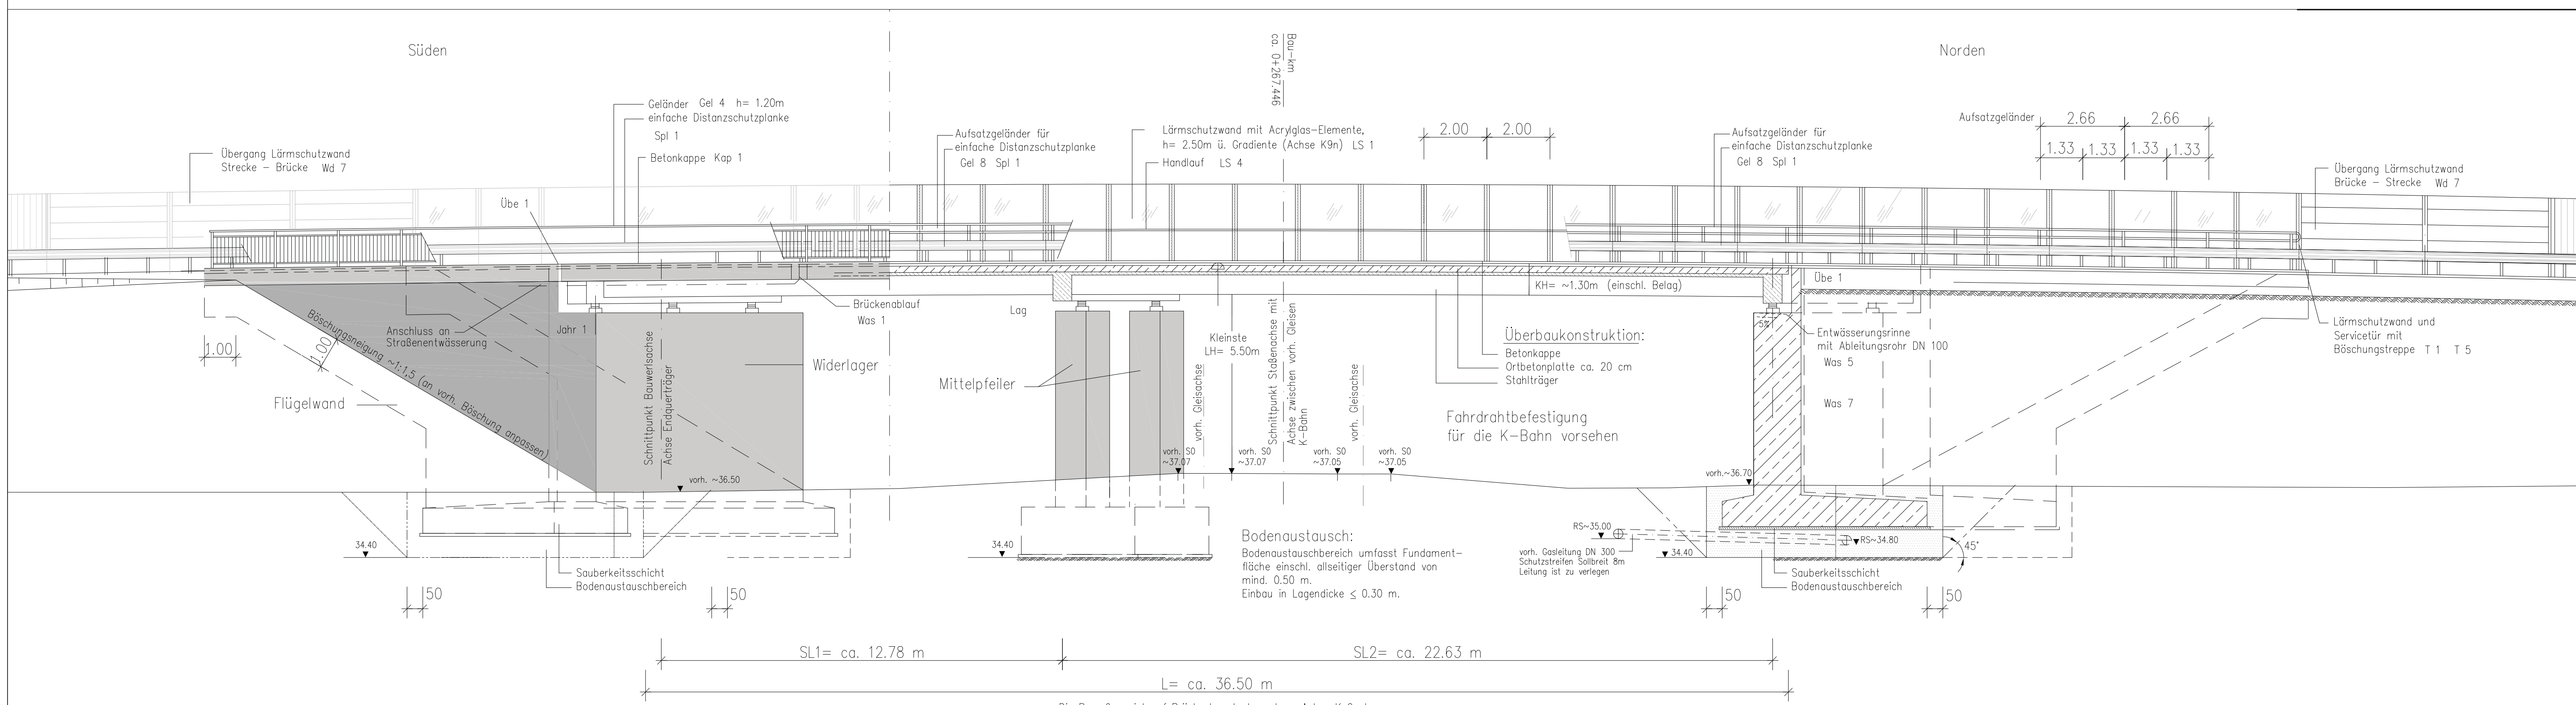 Süden
Norden
Bau-km
ca. 0+267.446
Geländer Gel 4 h= 1.20m
einfache Distanzschutzplanke
Spl 1
Betonkappe Kap 1
Übergang Lärmschutzwand
Strecke - Brücke Wd 7
Übe 1
Aufsatzgeländer für
einfache Distanzschutzplanke
Gel 8 Spl 1
Lärmschutzwand mit Acrylglas-Elemente,
h= 2.50m ü. Gradiente (Achse K9n) LS 1
Handlauf LS 4
2.00 2.00
Aufsatzgeländer für
einfache Distanzschutzplanke
Gel 8 Spl 1
Aufsatzgeländer
2.66 2.66
1.33 1.33 1.33 1.33
Übergang Lärmschutzwand
Brücke - Strecke Wd 7
Anschluss an
Straßenentwässerung
Jahr 1
Brückenablauf
Was 1
Lag
Kleinste
LH= 5.50m
KH= ~1.30m (einschl. Belag)
Übe 1
5%
Entwässerungsrinne
mit Ableitungsrohr DN 100
Was 5
Was 7
Lärmschutzwand und
Servicetür mit
Böschungstreppe T 1 T 5
1.00
1.00
Böschungsneigung ~1:1,5 (an vorh. Böschung anpassen)
Flügelwand
Schnittpunkt Bauwerksachse
Achse Endquerträger
Widerlager
Mittelpfeiler
vorh. Gleisachse
Schnittpunkt Staßenachse mit
Achse zwischen vorh. Gleisen
K-Bahn
vorh. Gleisachse
Überbaukonstruktion:
Betonkappe
Ortbetonplatte ca. 20 cm
Stahlträger
Fahrdrahtbefestigung
für die K-Bahn vorsehen
vorh. SO
~37.07
vorh. SO
~37.07
vorh. SO
~37.05
vorh. SO
~37.05
vorh. ~36.50
vorh.~36.70
34.40
34.40
34.40
RS~35.00
RS~34.80
45°
vorh. Gasleitung DN 300
Schutzstreifen Sollbreit 8m
Leitung ist zu verlegen
Bodenaustausch:
Bodenaustauschbereich umfasst Fundament-
fläche einschl. allseitiger Überstand von
mind. 0.50 m.
Einbau in Lagendicke ≤ 0.30 m.
Sauberkeitsschicht
Bodenaustauschbereich
Sauberkeitsschicht
Bodenaustauschbereich
50
50
50
50
SL1= ca. 12.78 m
SL2= ca. 22.63 m
L= ca. 36.50 m